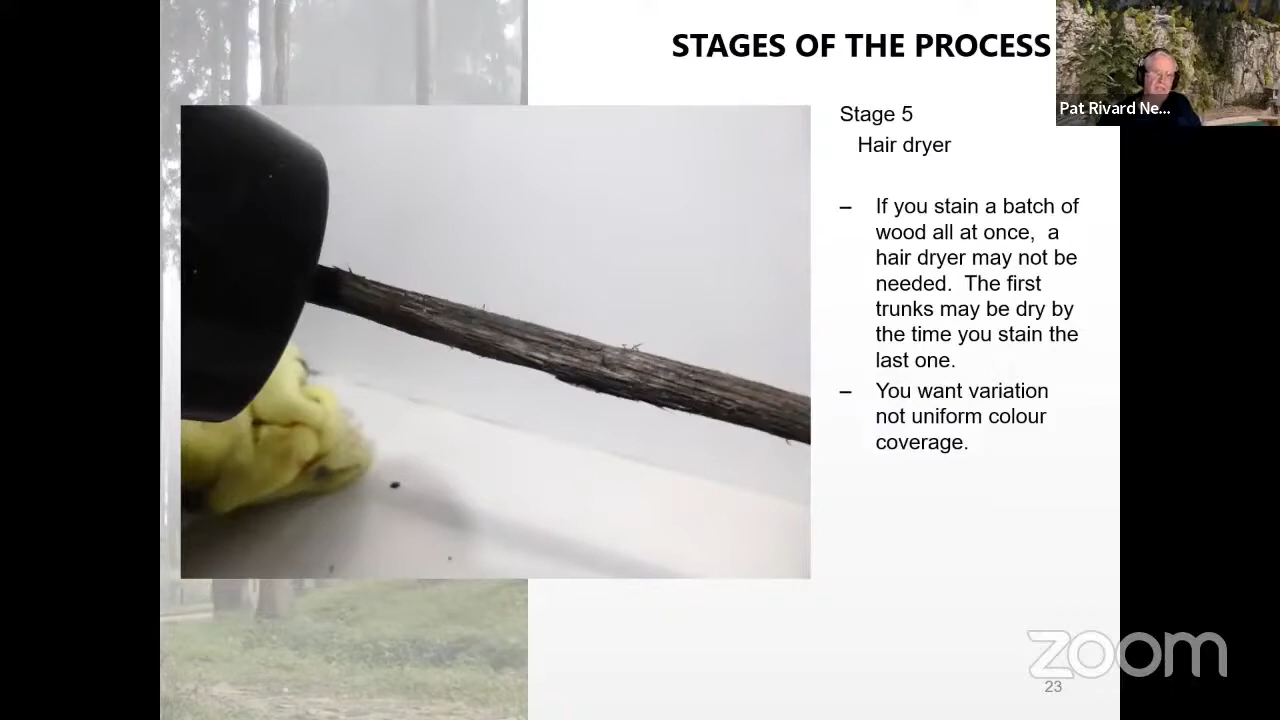 STAGES OF THE PROCESS
Pat Rivard Ne...
Stage 5
Hair dryer
– If you stain a batch of
wood all at once, a
hair dryer may not be
needed. The first
trunks may be dry by
the time you stain the
last one.
– You want variation
not uniform colour
coverage.
zoom
23